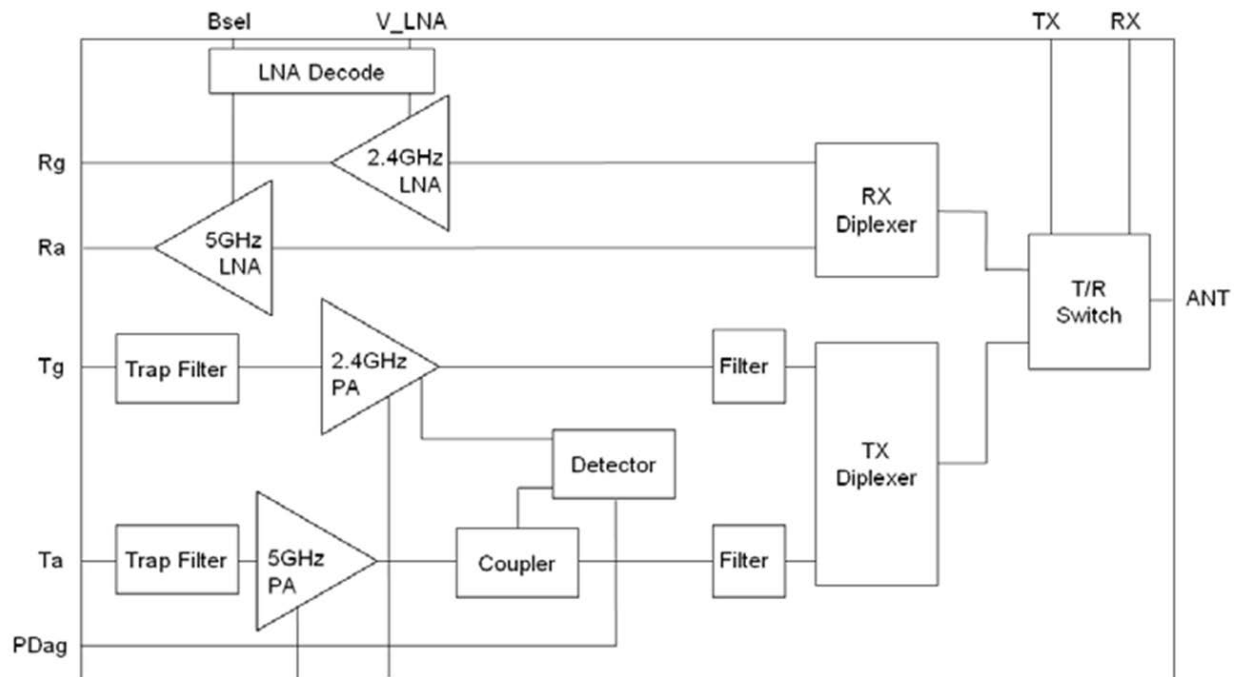 Bsel
V_LNA
TX
RX
LNA Decode
Rg
2.4GHz
LNA
RX
Diplexer
Ra
5GHz
LNA
T/R
Switch
ANT
Tg
Trap Filter
2.4GHz
PA
Filter
TX
Diplexer
Detector
Ta
Trap Filter
5GHz
PA
Coupler
Filter
PDag